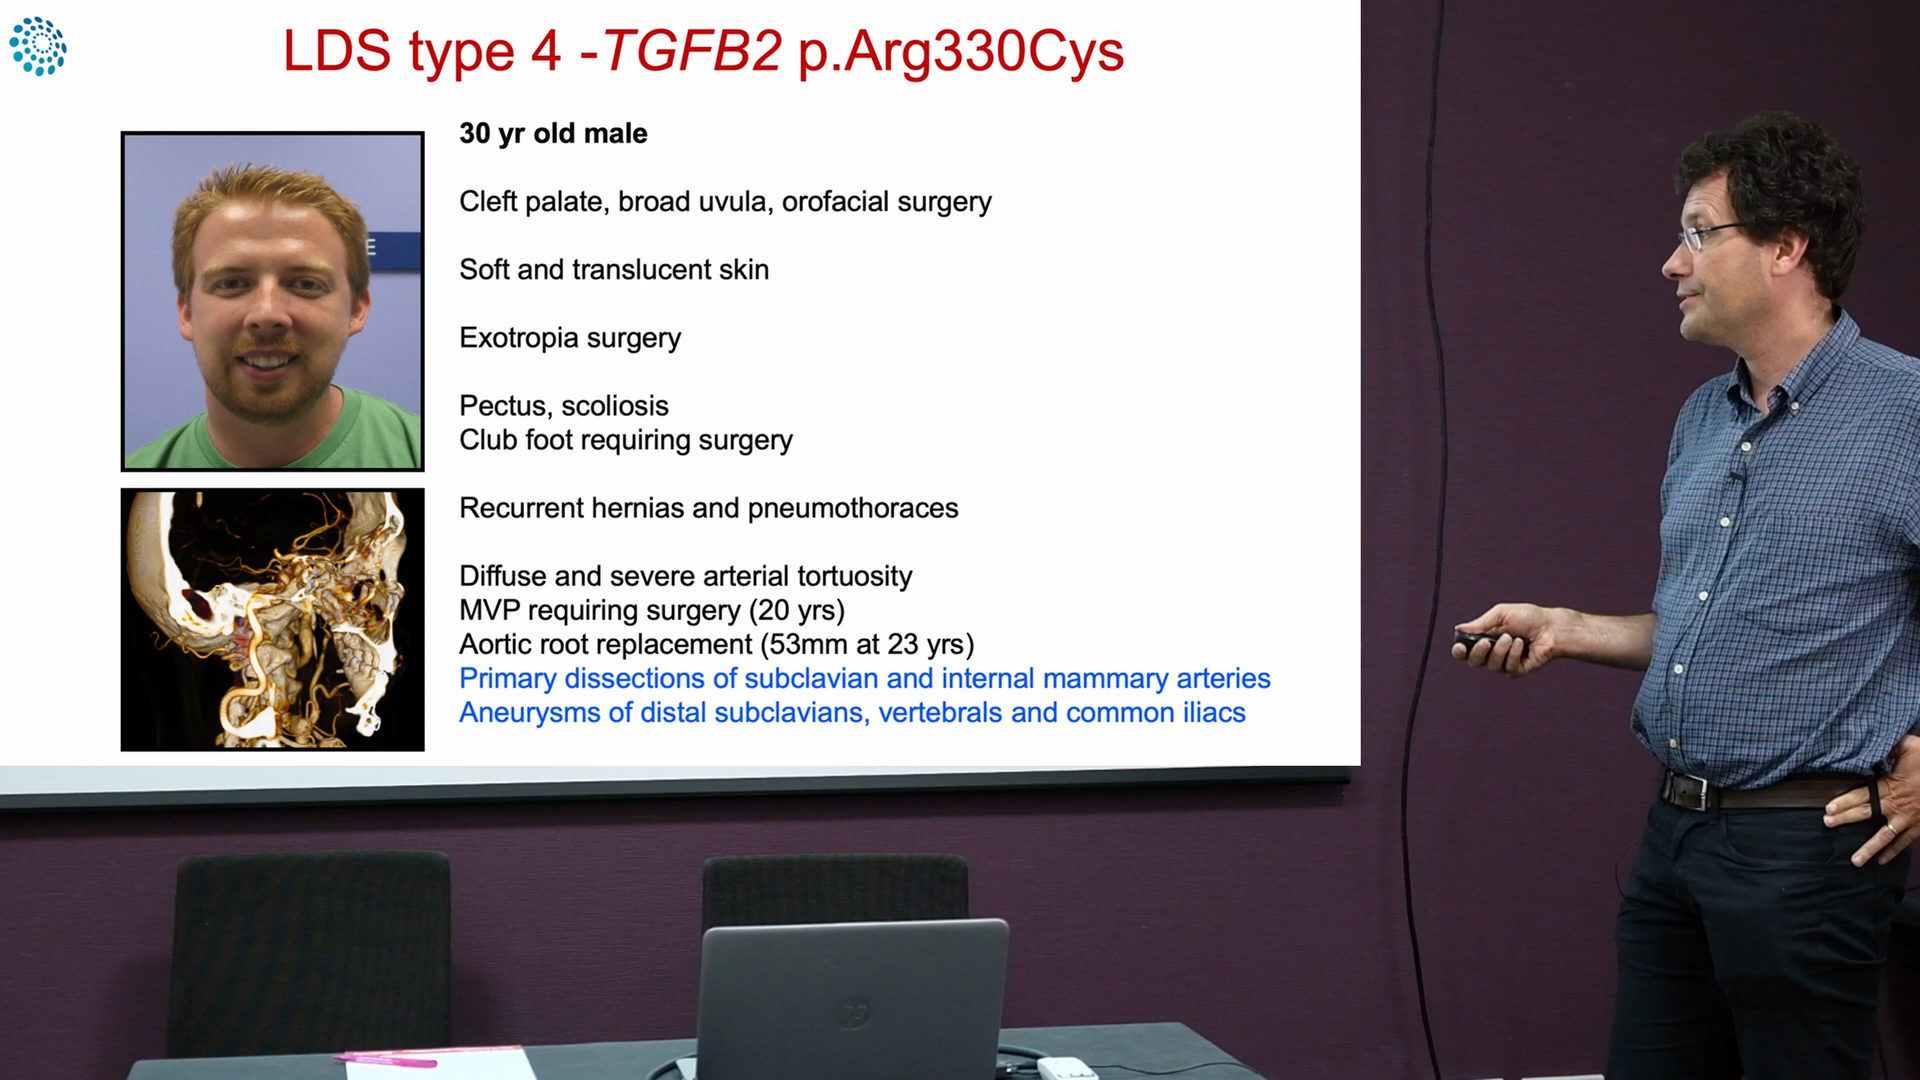 LDS type 4 -TGFB2 p.Arg330Cys
30 yr old male
Cleft palate, broad uvula, orofacial surgery
Soft and translucent skin
Exotropia surgery
Pectus, scoliosis
Club foot requiring surgery
Recurrent hernias and pneumothoraces
Diffuse and severe arterial tortuosity
MVP requiring surgery (20 yrs)
Aortic root replacement (53mm at 23 yrs)
Primary dissections of subclavian and internal mammary arteries
Aneurysms of distal subclavians, vertebrals and common iliacs
E
hp